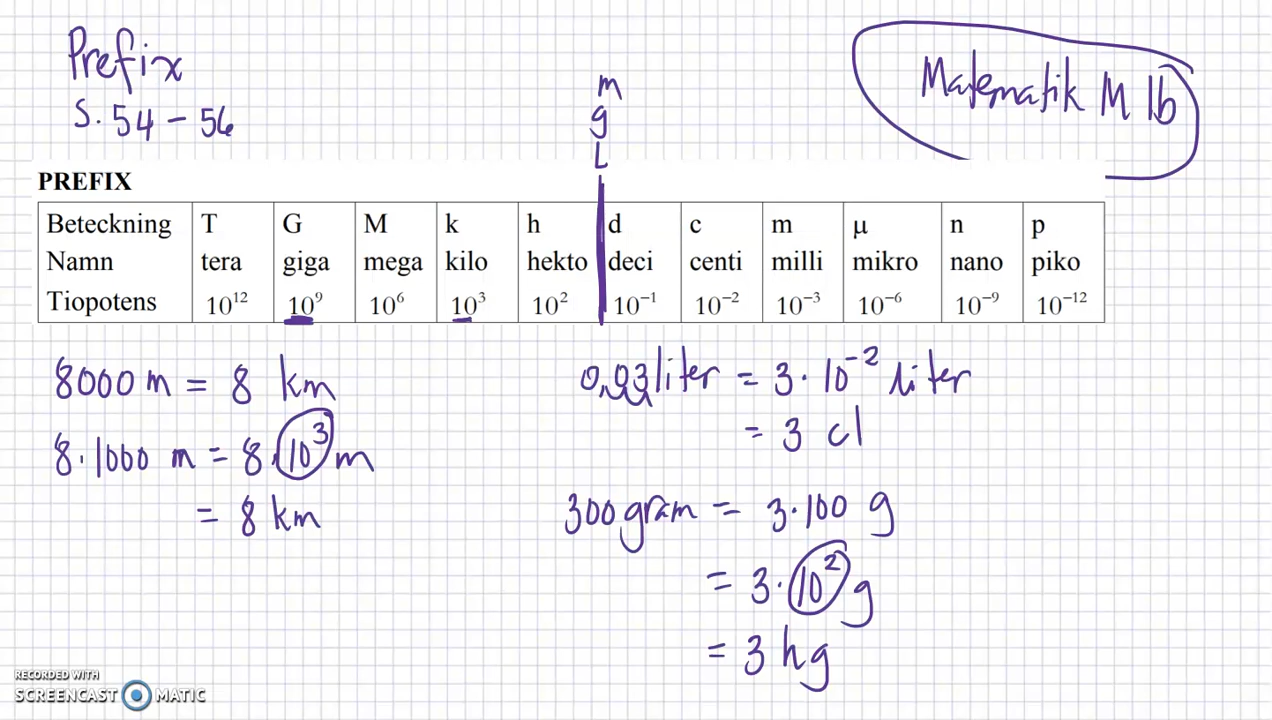 Prefix
S. 54 – 56
Matematik M 1b
m
g
L
PREFIX
Beteckning T G M k h d c m μ n p
Namn tera giga mega kilo hekto deci centi milli mikro nano piko
Tiopotens 10¹² 10⁹ 10⁶ 10³ 10² 10⁻¹ 10⁻² 10⁻³ 10⁻⁶ 10⁻⁹ 10⁻¹²
8000 m = 8 km
8·1000 m = 8·10³ m
= 8 km
0,03 liter = 3·10⁻² liter
= 3 cl
300 gram = 3·100 g
= 3·10² g
= 3 hg
RECORDED WITH
SCREENCAST MATIC